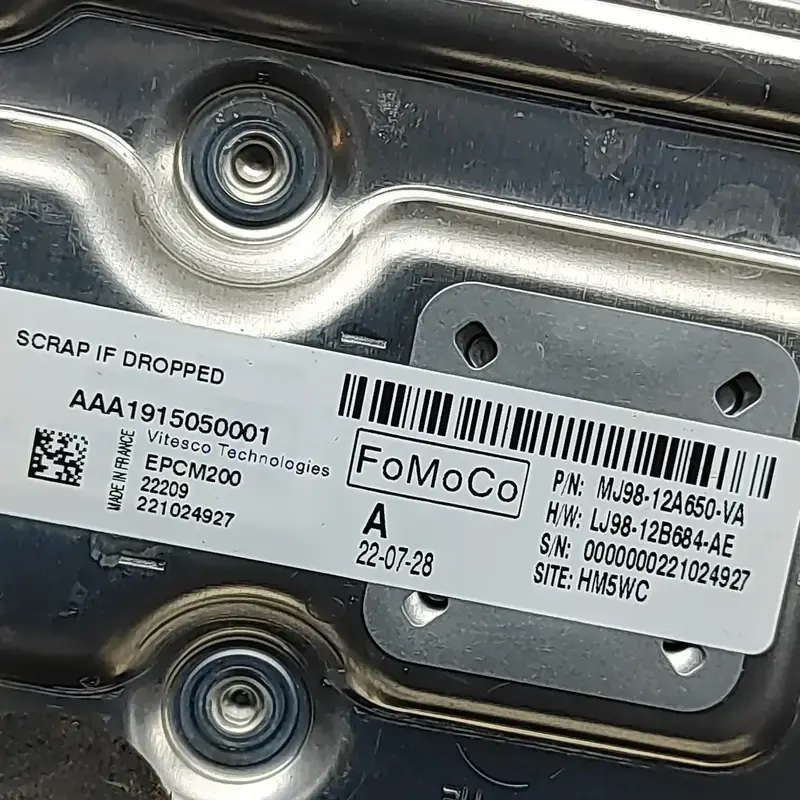 SCRAP IF DROPPED
AAA1915050001
MADE IN FRANCE
Vitesco Technologies
EPCM200
22209
221024927
FoMoCo
A
22-07-28
P/N: MJ98-12A650-VA
H/W: LJ98-12B684-AE
S/N: 0000000221024927
SITE: HM5WC